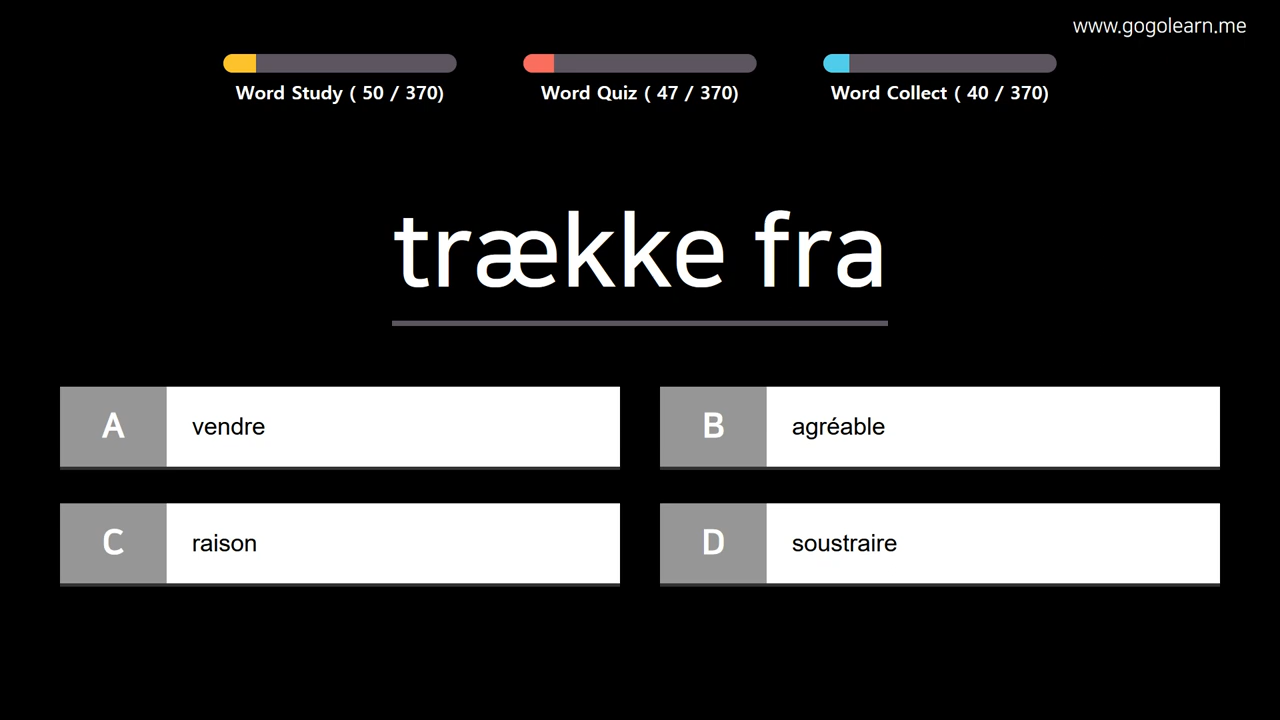 www.gogolearn.me
Word Study ( 50 / 370)
Word Quiz ( 47 / 370)
Word Collect ( 40 / 370)
trække fra
A vendre
B agréable
C raison
D soustraire